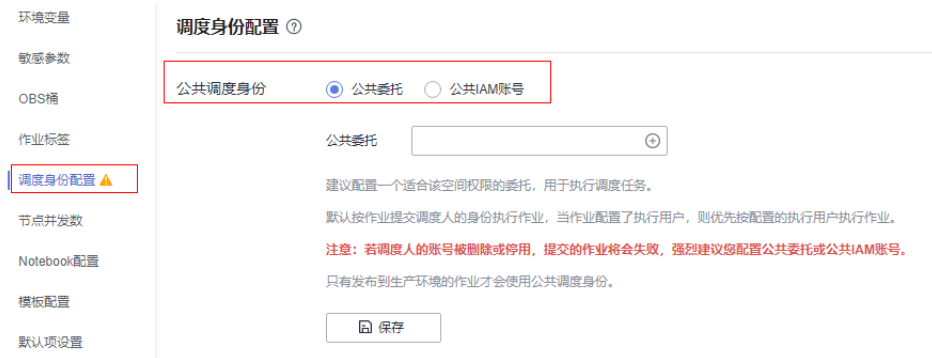 环境变量
敏感参数
OBS桶
作业标签
调度身份配置
节点并发数
Notebook配置
模板配置
默认项设置
调度身份配置
公共调度身份 公共委托 公共IAM账号
公共委托
建议配置一个适合该空间权限的委托，用于执行调度任务。
默认按作业提交调度人的身份执行作业，当作业配置了执行用户，则优先按配置的执行用户执行作业。
注意：若调度人的账号被删除或停用，提交的作业将会失败，强烈建议您配置公共委托或公共IAM账号。
只有发布到生产环境的作业才会使用公共调度身份。
保存